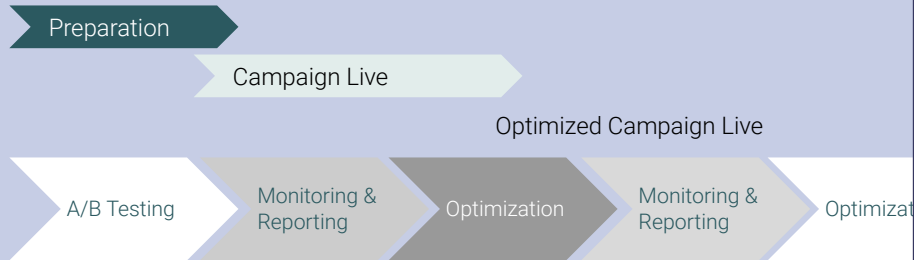 Preparation
Campaign Live
Optimized Campaign Live
A/B Testing
Monitoring &
Reporting
Optimization
Monitoring &
Reporting
Optimizat